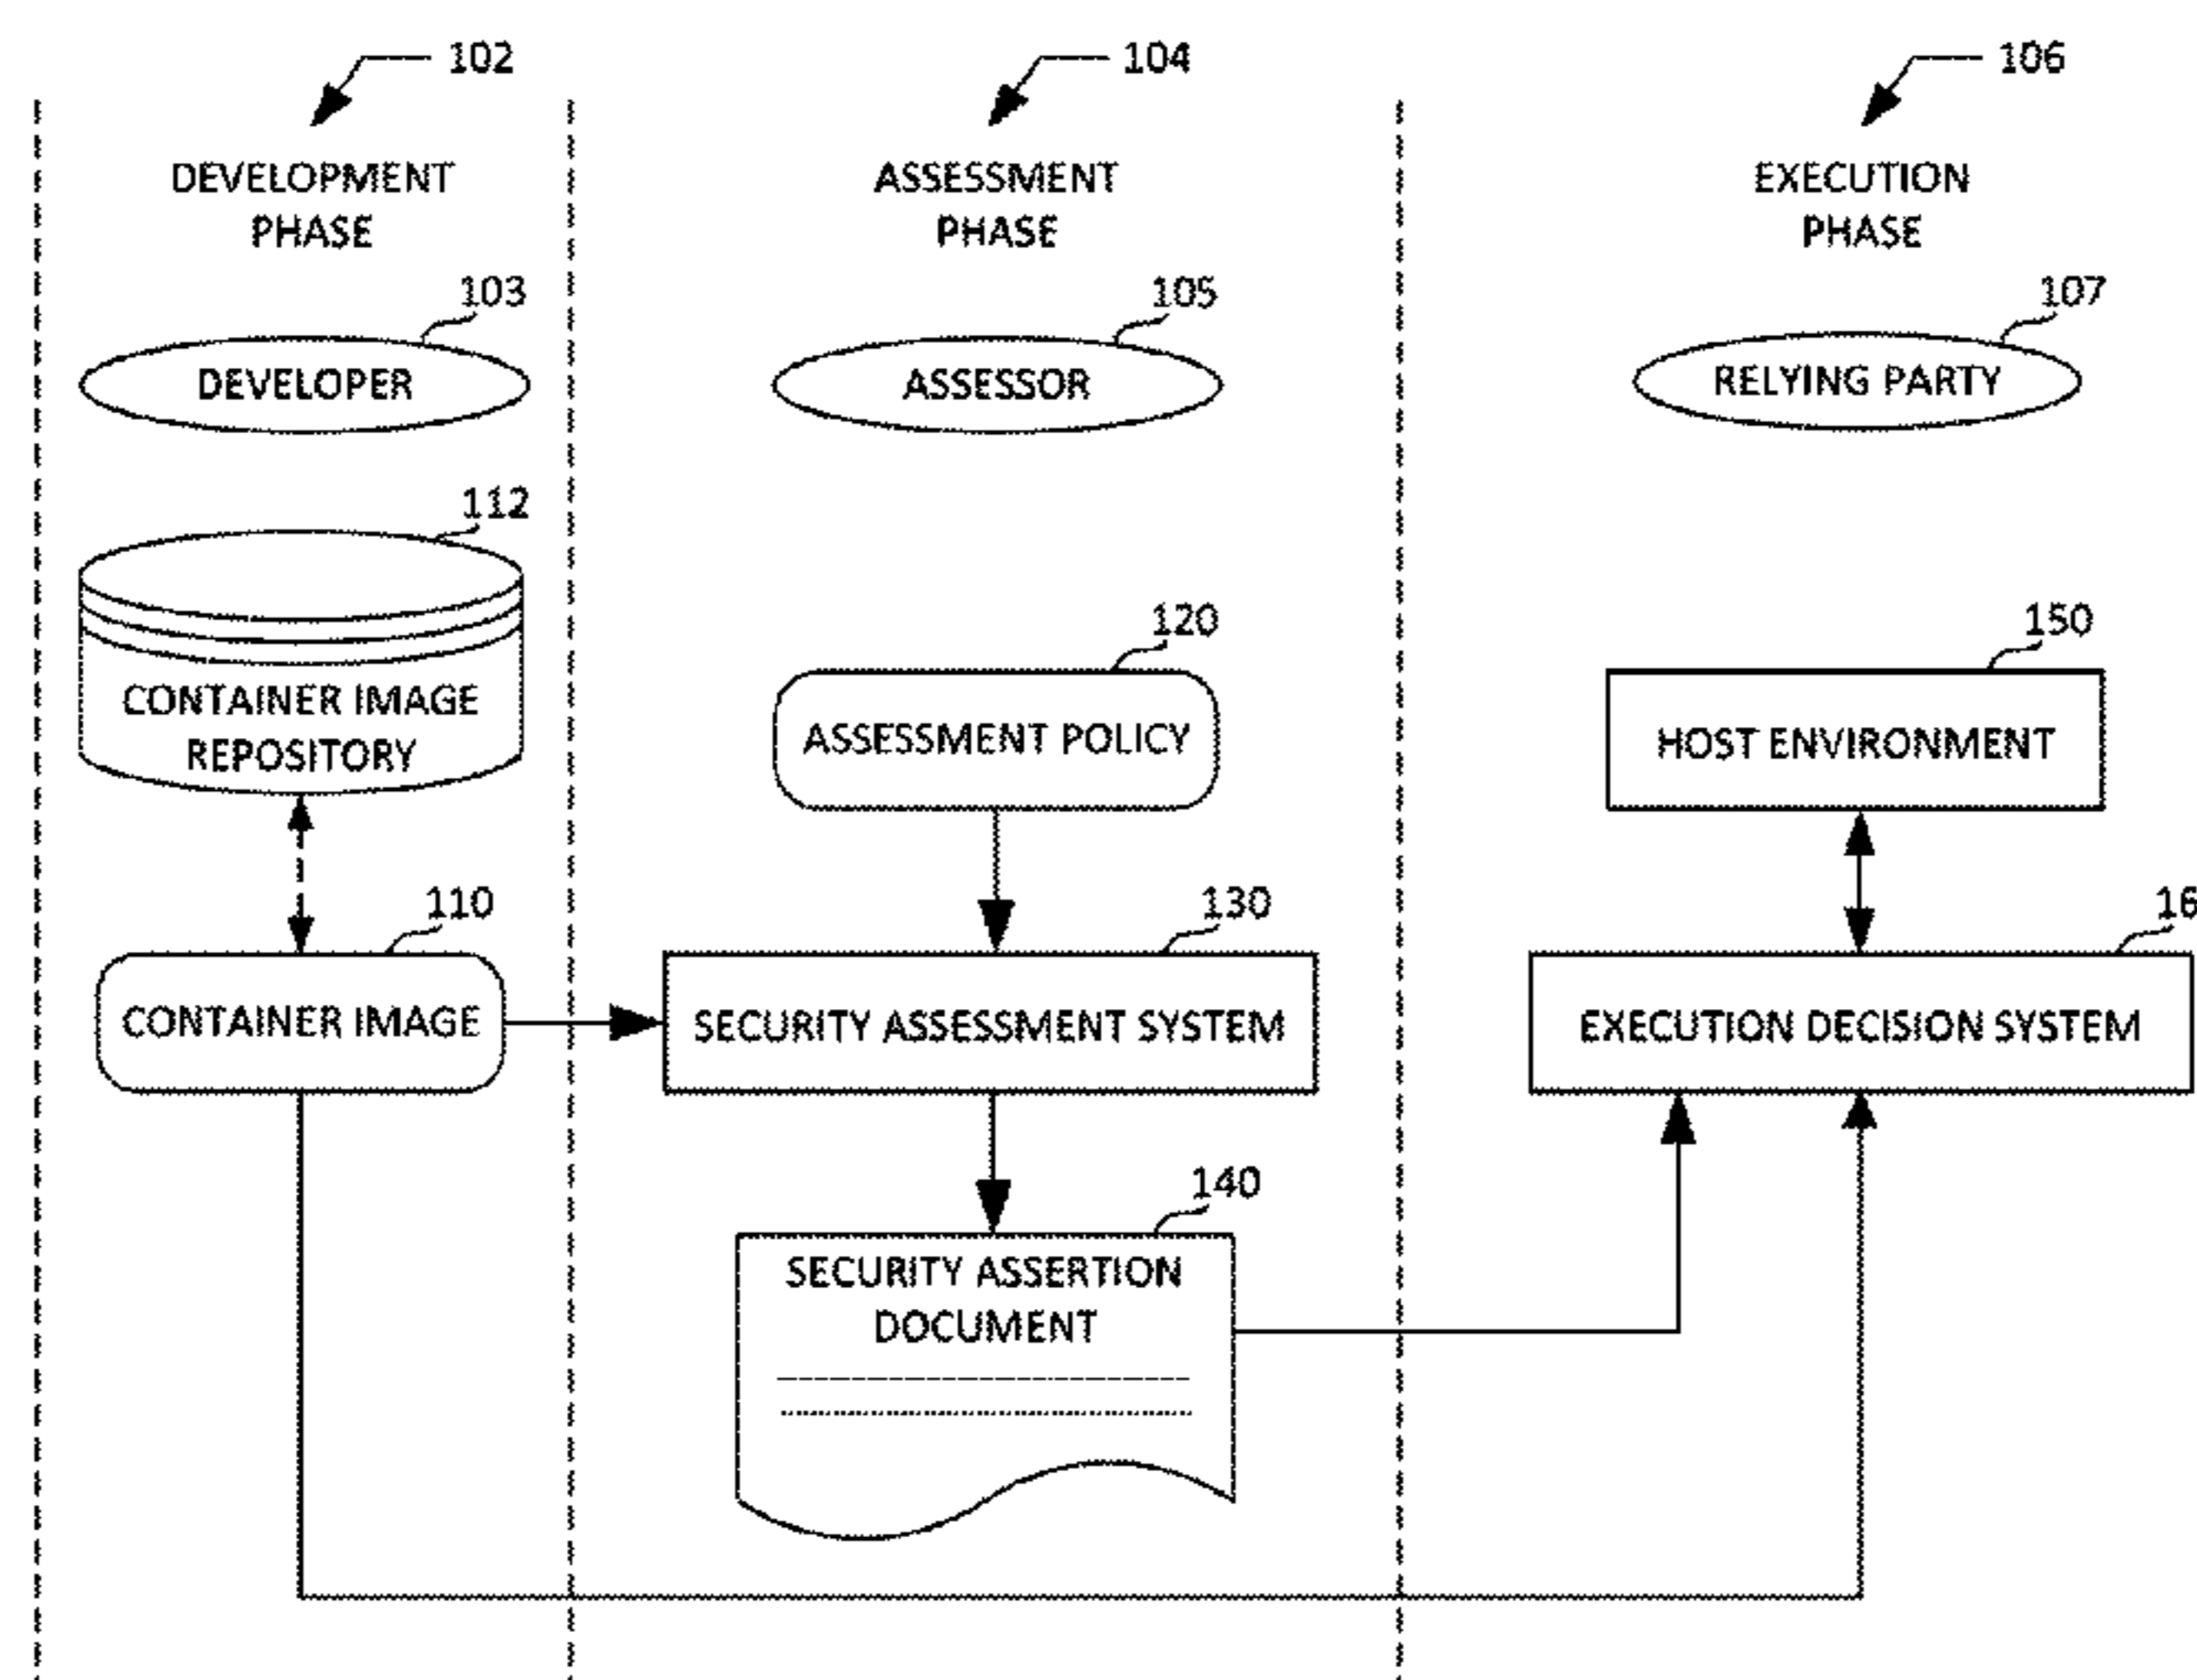 102
104
106
DEVELOPMENT
PHASE
ASSESSMENT
PHASE
EXECUTION
PHASE
103
105
107
DEVELOPER
ASSESSOR
RELYING PARTY
112
120
150
CONTAINER IMAGE
REPOSITORY
ASSESSMENT POLICY
HOST ENVIRONMENT
110
130
16
CONTAINER IMAGE
SECURITY ASSESSMENT SYSTEM
EXECUTION DECISION SYSTEM
140
SECURITY ASSERTION
DOCUMENT